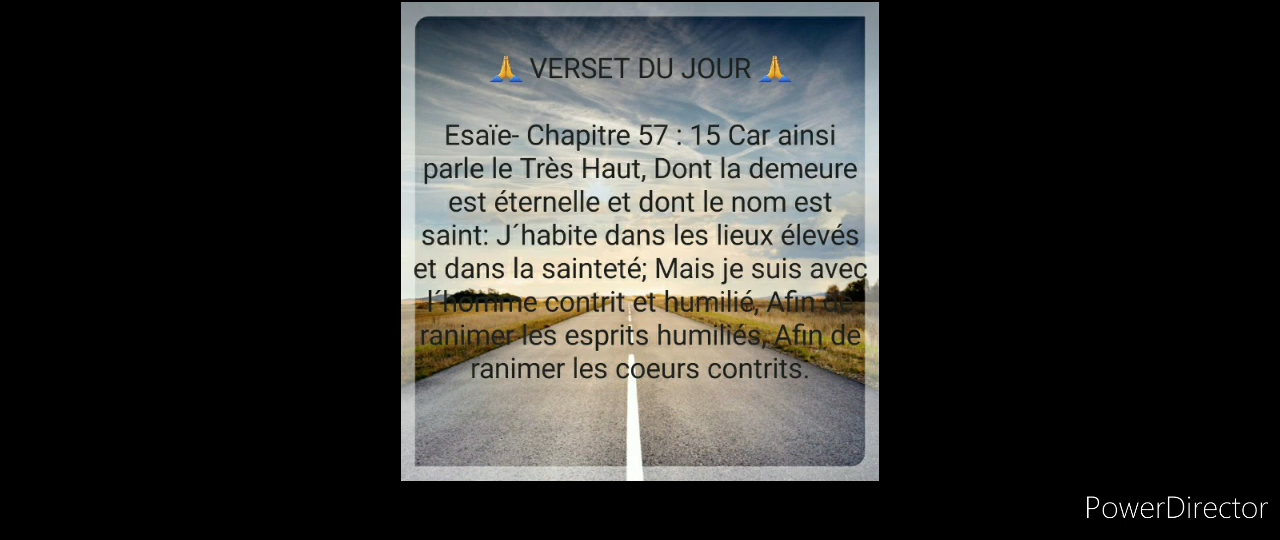 🙏 VERSET DU JOUR 🙏
Esaïe- Chapitre 57 : 15 Car ainsi
parle le Très Haut, Dont la demeure
est éternelle et dont le nom est
saint: J´habite dans les lieux élevés
et dans la sainteté; Mais je suis avec
l´homme contrit et humilié, Afin de
ranimer les esprits humiliés, Afin de
ranimer les coeurs contrits.
PowerDirector